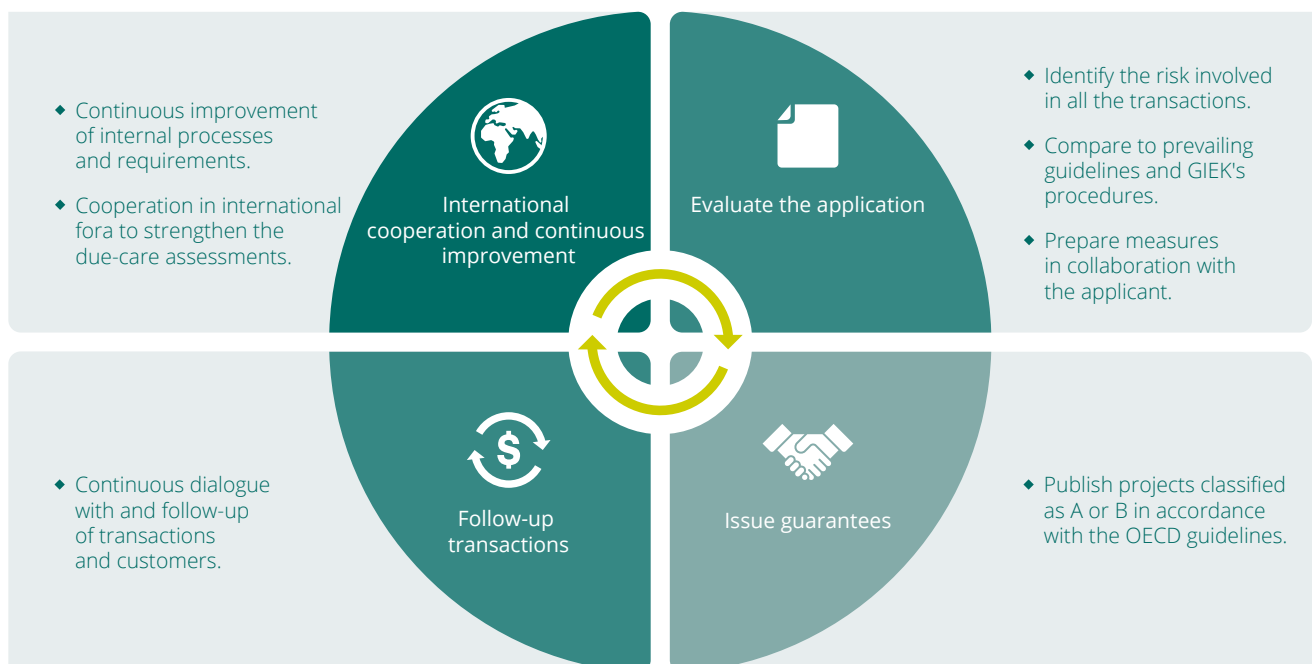 Continuous improvement
of internal processes
and requirements.
Cooperation in international
fora to strengthen the
due-care assessments.
International
cooperation and continuous
improvement
Evaluate the application
Identify the risk involved
in all the transactions.
Compare to prevailing
guidelines and GIEK's
procedures.
Prepare measures
in collaboration with
the applicant.
Continuous dialogue
with and follow-up
of transactions
and customers.
$
Follow-up
transactions
Issue guarantees
Publish projects classified
as A or B in accordance
with the OECD guidelines.